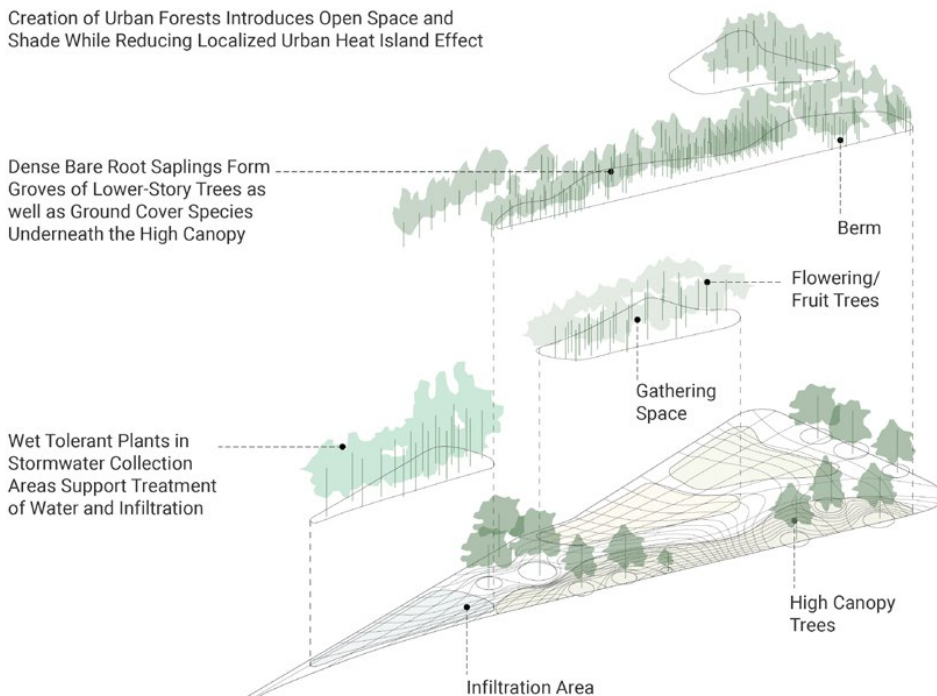 Creation of Urban Forests Introduces Open Space and
Shade While Reducing Localized Urban Heat Island Effect
Dense Bare Root Saplings Form
Groves of Lower-Story Trees as
well as Ground Cover Species
Underneath the High Canopy
Berm
Flowering/
Fruit Trees
Gathering
Space
Wet Tolerant Plants in
Stormwater Collection
Areas Support Treatment
of Water and Infiltration
High Canopy
Trees
Infiltration Area